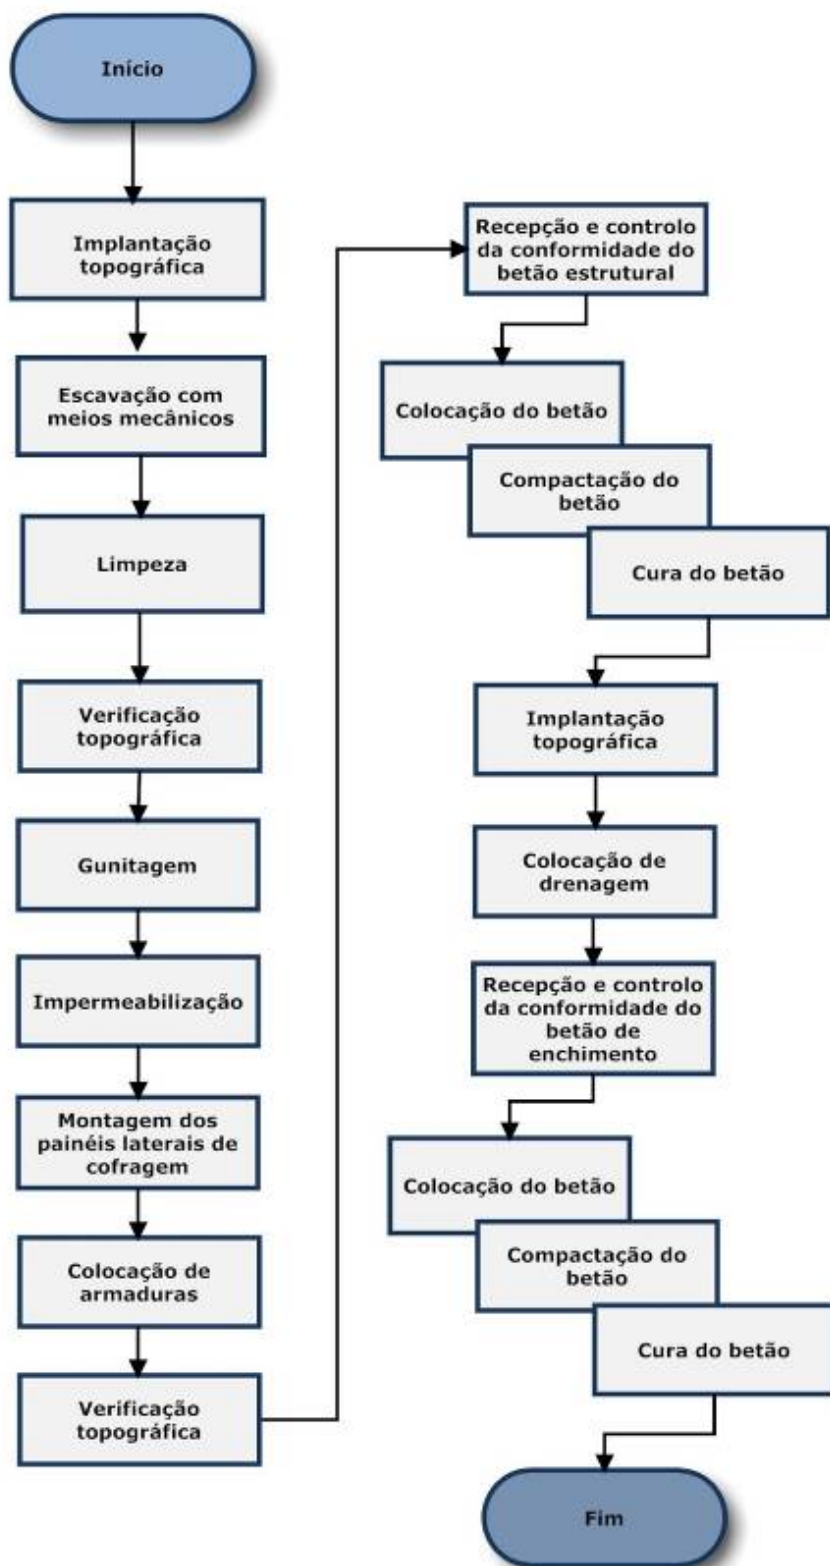 Início
Implantação
topográfica
Escavação com
meios mecânicos
Limpeza
Verificação
topográfica
Gunitagem
Impermeabilização
Montagem dos
painéis laterais de
cofragem
Colocação de
armaduras
Verificação
topográfica
Recepção e controlo
da conformidade do
betão estrutural
Colocação do betão
Compactação do
betão
Cura do betão
Implantação
topográfica
Colocação de
drenagem
Recepção e controlo
da conformidade do
betão de
enchimento
Colocação do betão
Compactação do
betão
Cura do betão
Fim